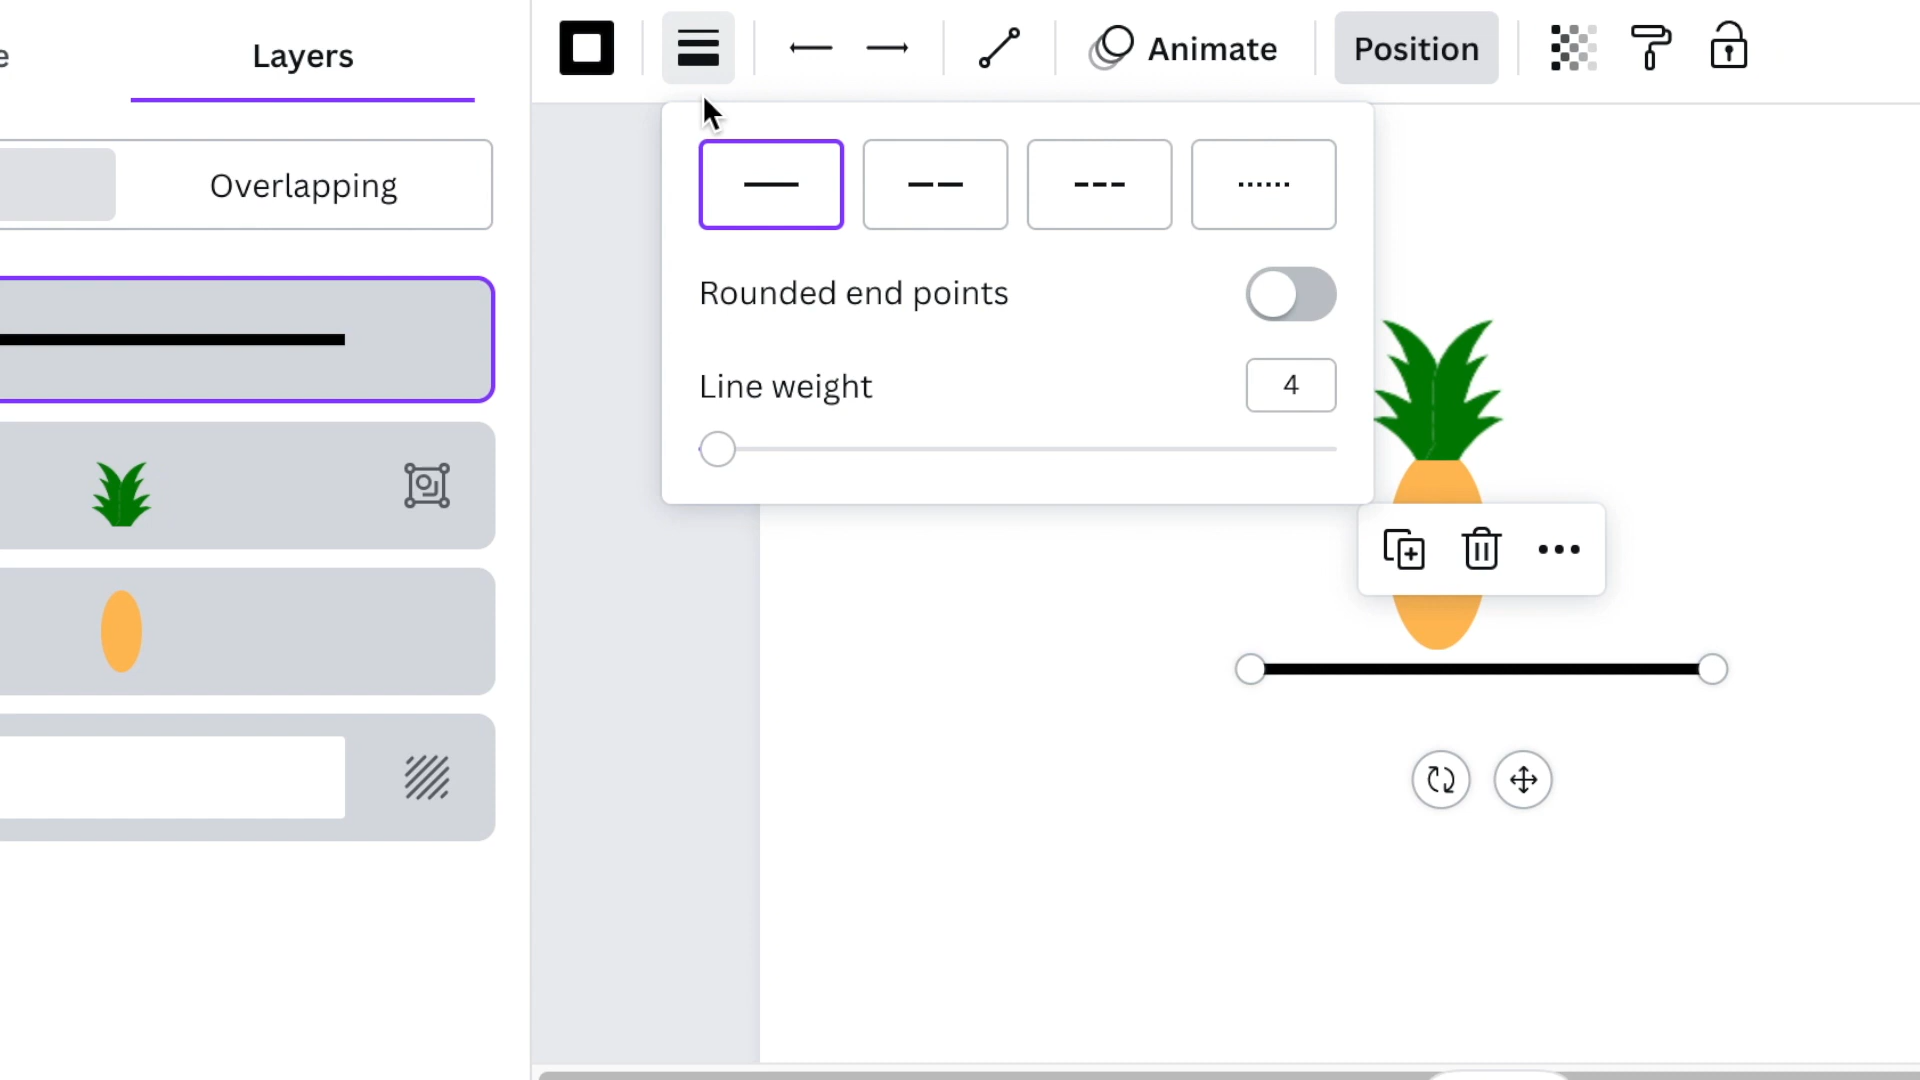 Layers
Animate
Position
Overlapping
Rounded end points
Line weight
4